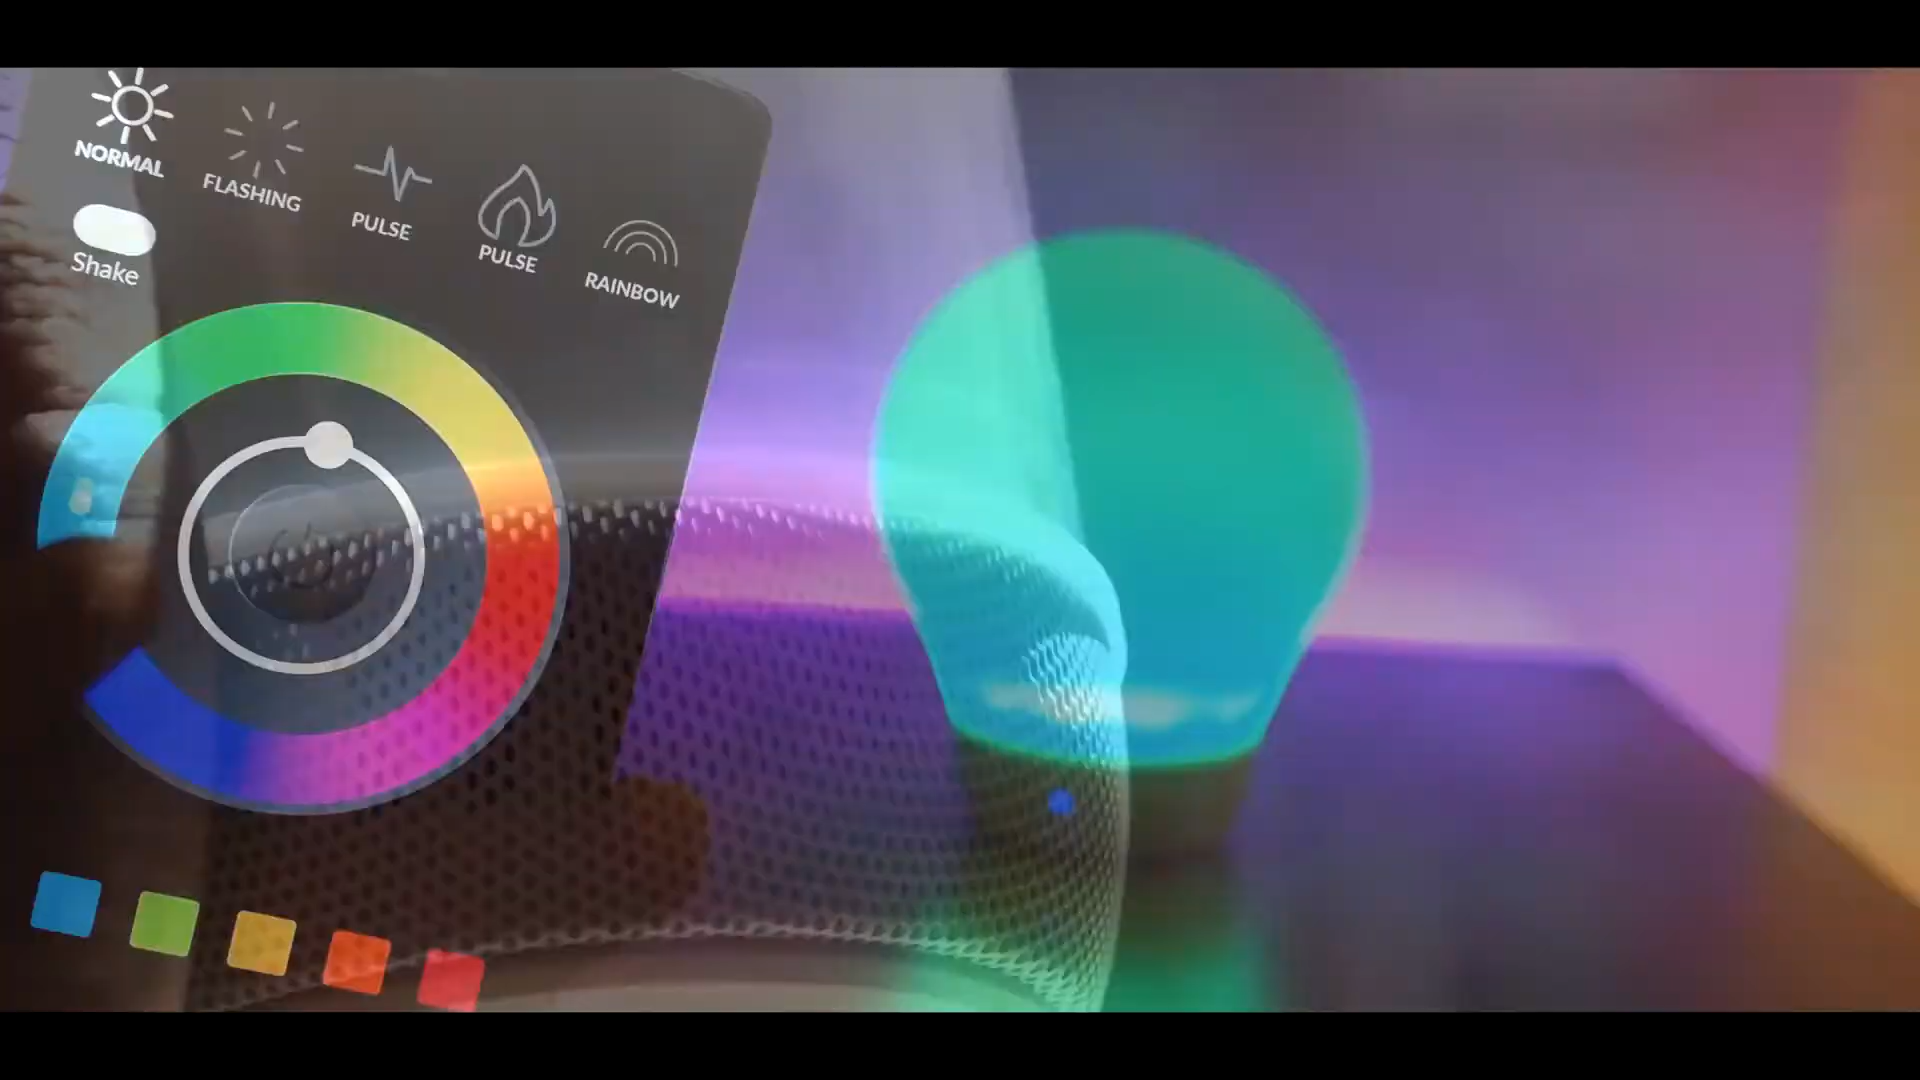 NORMAL
FLASHING
PULSE
PULSE
RAINBOW
Shake